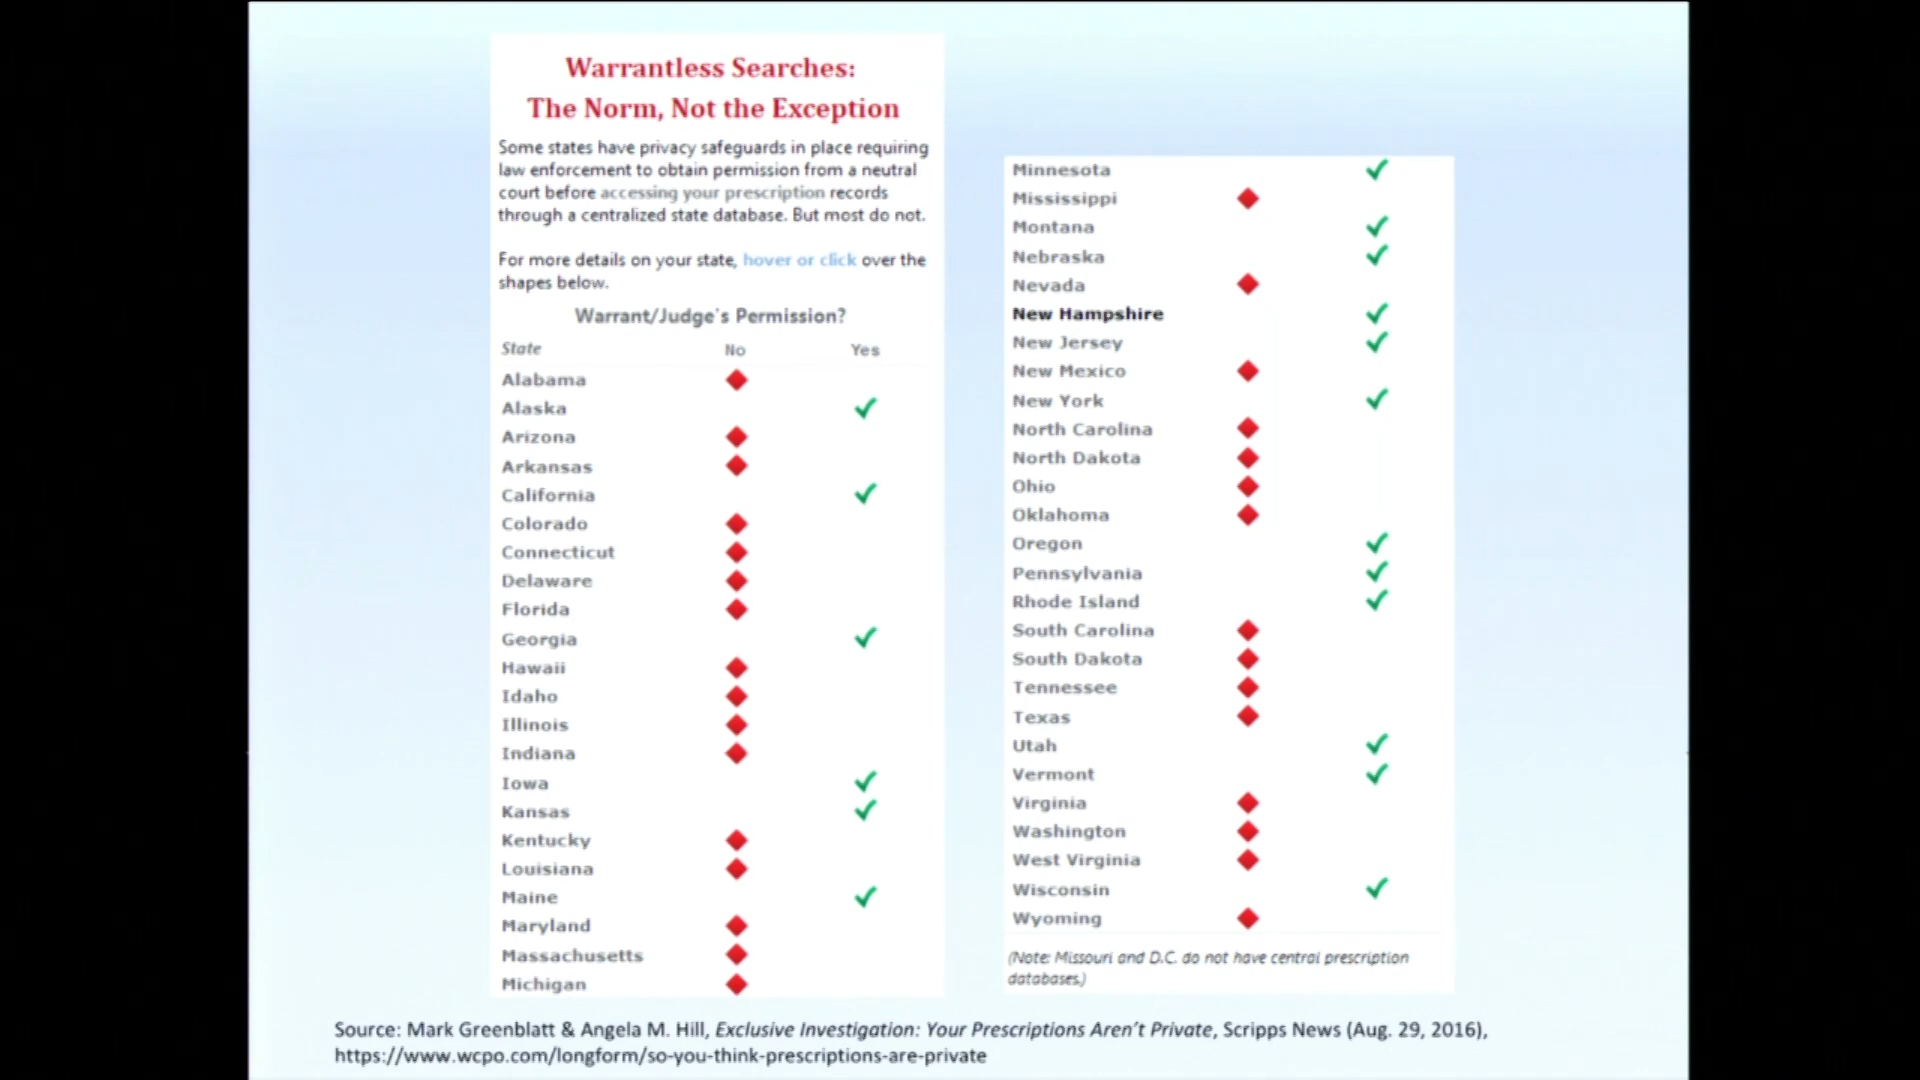 Warrantless Searches:
The Norm, Not the Exception
Some states have privacy safeguards in place requiring
law enforcement to obtain permission from a neutral
court before accessing your prescription records
through a centralized state database. But most do not.
For more details on your state, hover or click over the
shapes below.
Warrant/Judge's Permission?
State No Yes
Alabama
Alaska
Arizona
Arkansas
California
Colorado
Connecticut
Delaware
Florida
Georgia
Hawaii
Idaho
Illinois
Indiana
Iowa
Kansas
Kentucky
Louisiana
Maine
Maryland
Massachusetts
Michigan
Minnesota
Mississippi
Montana
Nebraska
Nevada
New Hampshire
New Jersey
New Mexico
New York
North Carolina
North Dakota
Ohio
Oklahoma
Oregon
Pennsylvania
Rhode Island
South Carolina
South Dakota
Tennessee
Texas
Utah
Vermont
Virginia
Washington
West Virginia
Wisconsin
Wyoming
(Note: Missouri and D.C. do not have central prescription
databases.)
Source: Mark Greenblatt & Angela M. Hill, Exclusive Investigation: Your Prescriptions Aren't Private, Scripps News (Aug. 29, 2016),
https://www.wcpo.com/longform/so-you-think-prescriptions-are-private